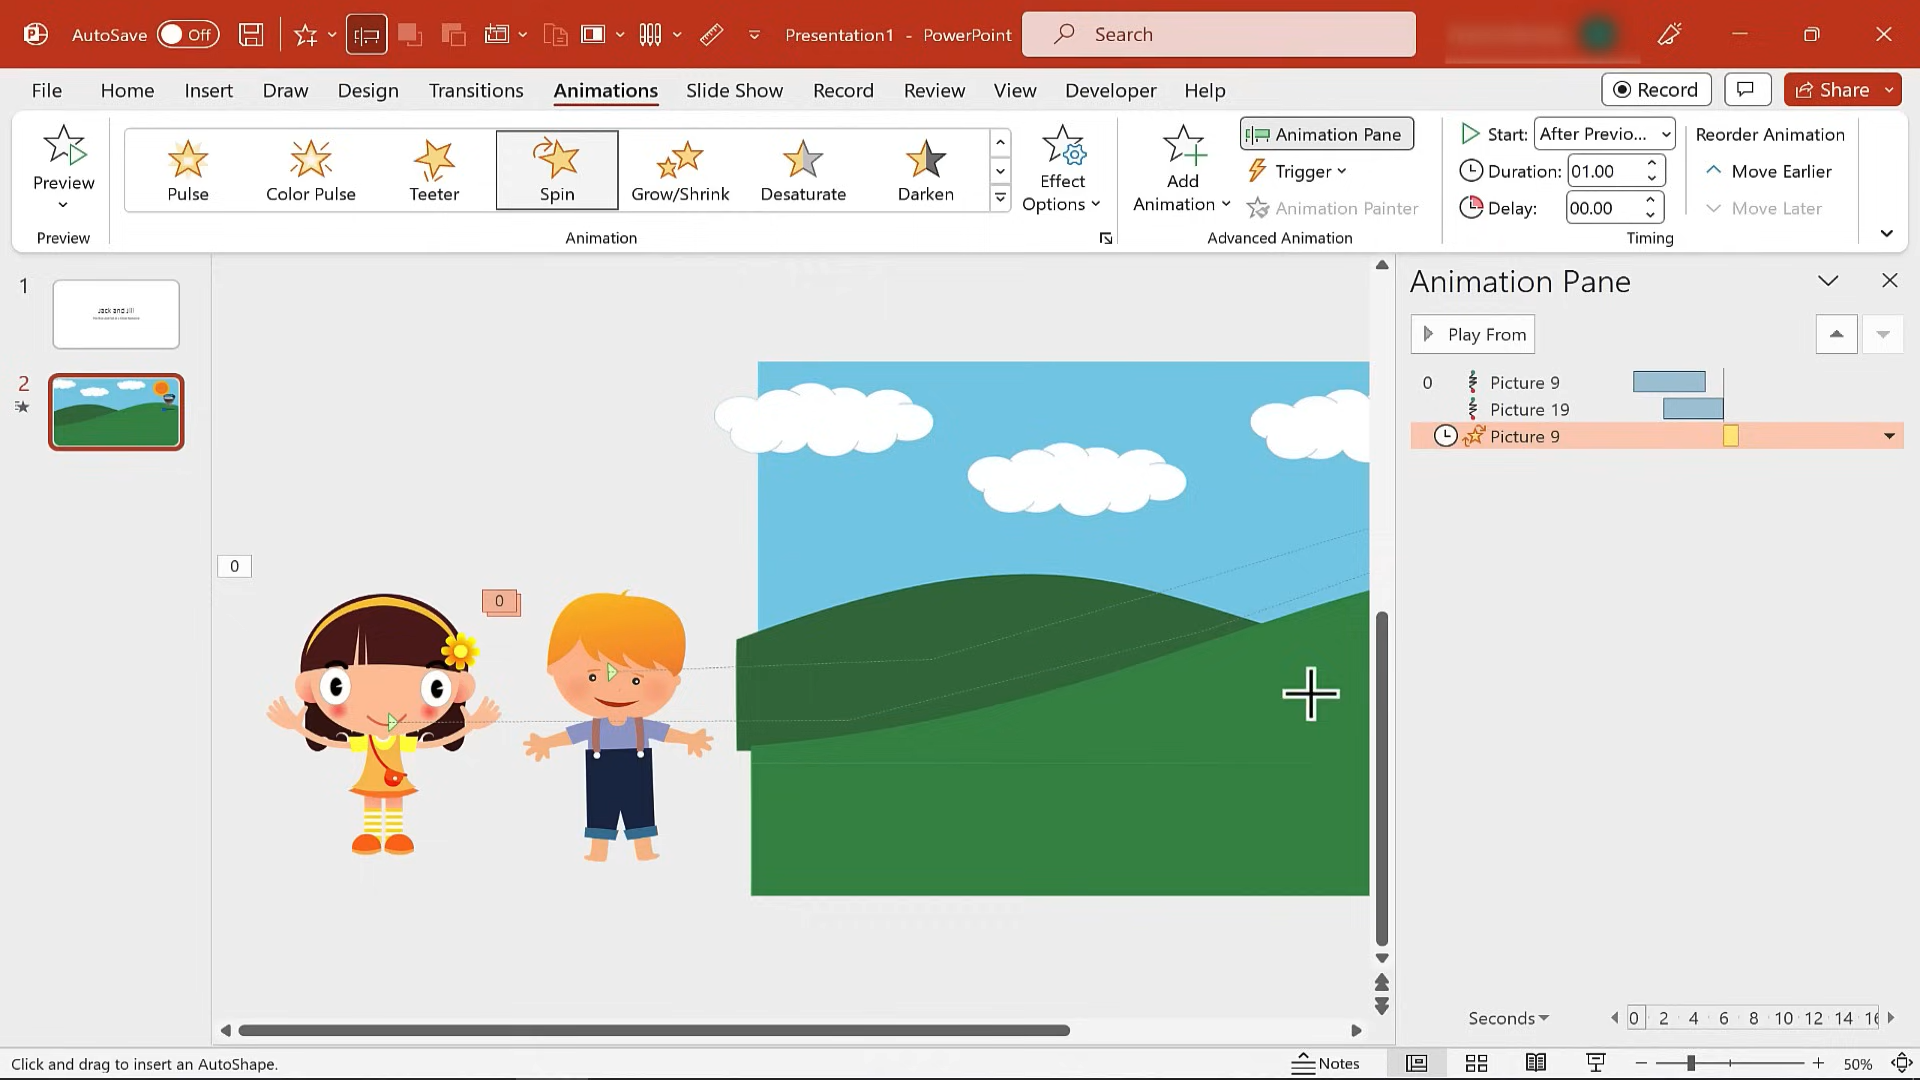 AutoSave Off Presentation1 - PowerPoint Search
File Home Insert Draw Design Transitions Animations Slide Show Record Review View Developer Help Record Share
Preview
Pulse Color Pulse Teeter Spin Grow/Shrink Desaturate Darken
Effect Options
Add Animation
Animation Pane
Trigger
Animation Painter
Start: After Previo...
Duration: 01.00
Delay: 00.00
Reorder Animation
Move Earlier
Move Later
Preview Animation Advanced Animation Timing
1
Jack and Jill
2
0
0
Animation Pane
Play From
0 Picture 9
Picture 19
Picture 9
Seconds 0 2 4 6 8 10 12 14 16
Click and drag to insert an AutoShape. Notes 50%